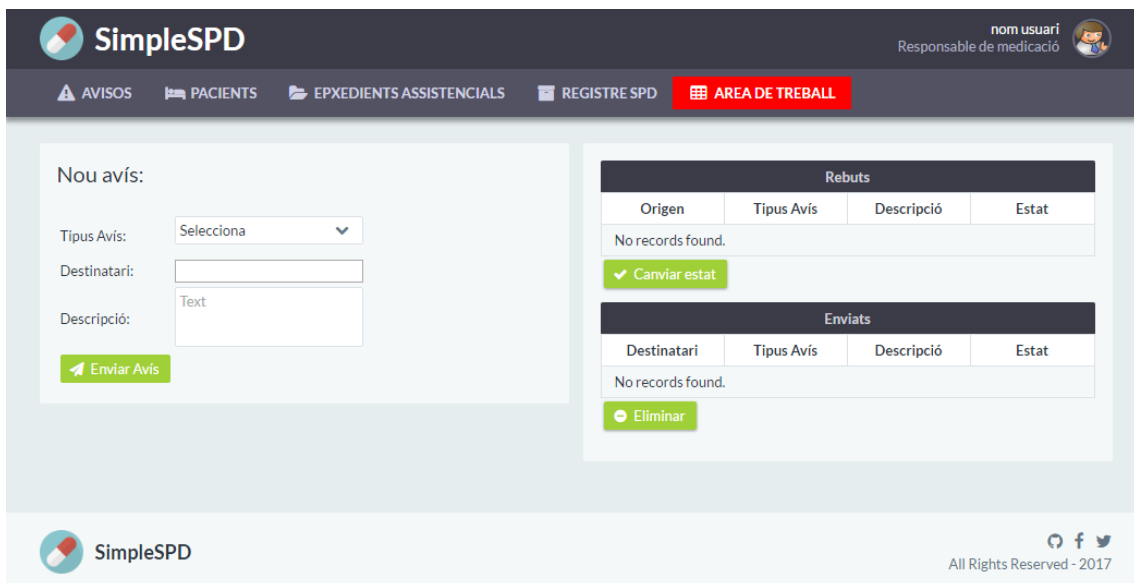 SimpleSPD
nom usuari
Responsable de medicació
AVISOS PACIENTS EPXEDIENTS ASSISTENCIALS REGISTRE SPD AREA DE TREBALL
Nou avís:
Tipus Avís: Selecciona
Destinatari:
Descripció: Text
Enviar Avís
Rebuts
Origen Tipus Avís Descripció Estat
No records found.
Canviar estat
Enviats
Destinatari Tipus Avís Descripció Estat
No records found.
Eliminar
SimpleSPD
All Rights Reserved - 2017